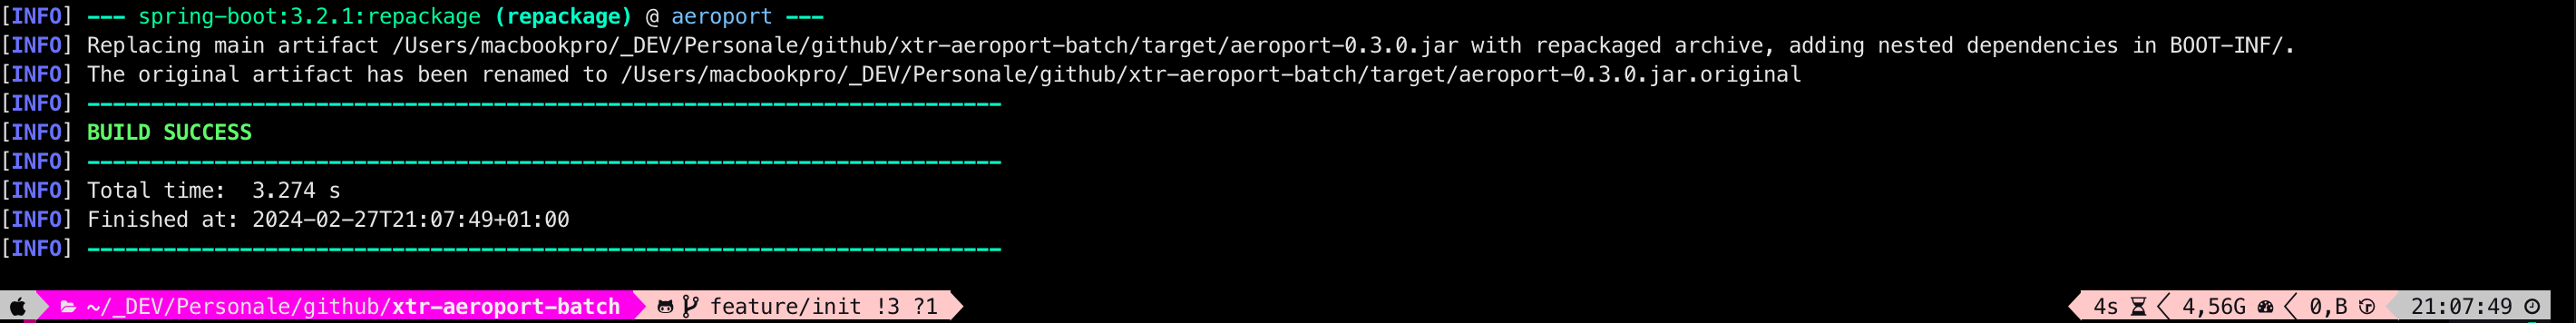 [INFO] --- spring-boot:3.2.1:repackage (repackage) @ aeroport ---
[INFO] Replacing main artifact /Users/macbookpro/_DEV/Personale/github/xtr-aeroport-batch/target/aeroport-0.3.0.jar with repackaged archive, adding nested dependencies in BOOT-INF/.
[INFO] The original artifact has been renamed to /Users/macbookpro/_DEV/Personale/github/xtr-aeroport-batch/target/aeroport-0.3.0.jar.original
[INFO] ------------------------------------------------------------------------
[INFO] BUILD SUCCESS
[INFO] ------------------------------------------------------------------------
[INFO] Total time:  3.274 s
[INFO] Finished at: 2024-02-27T21:07:49+01:00
[INFO] ------------------------------------------------------------------------
~/_DEV/Personale/github/xtr-aeroport-batch feature/init !3 ?1 4s 4,56G 0,B 21:07:49